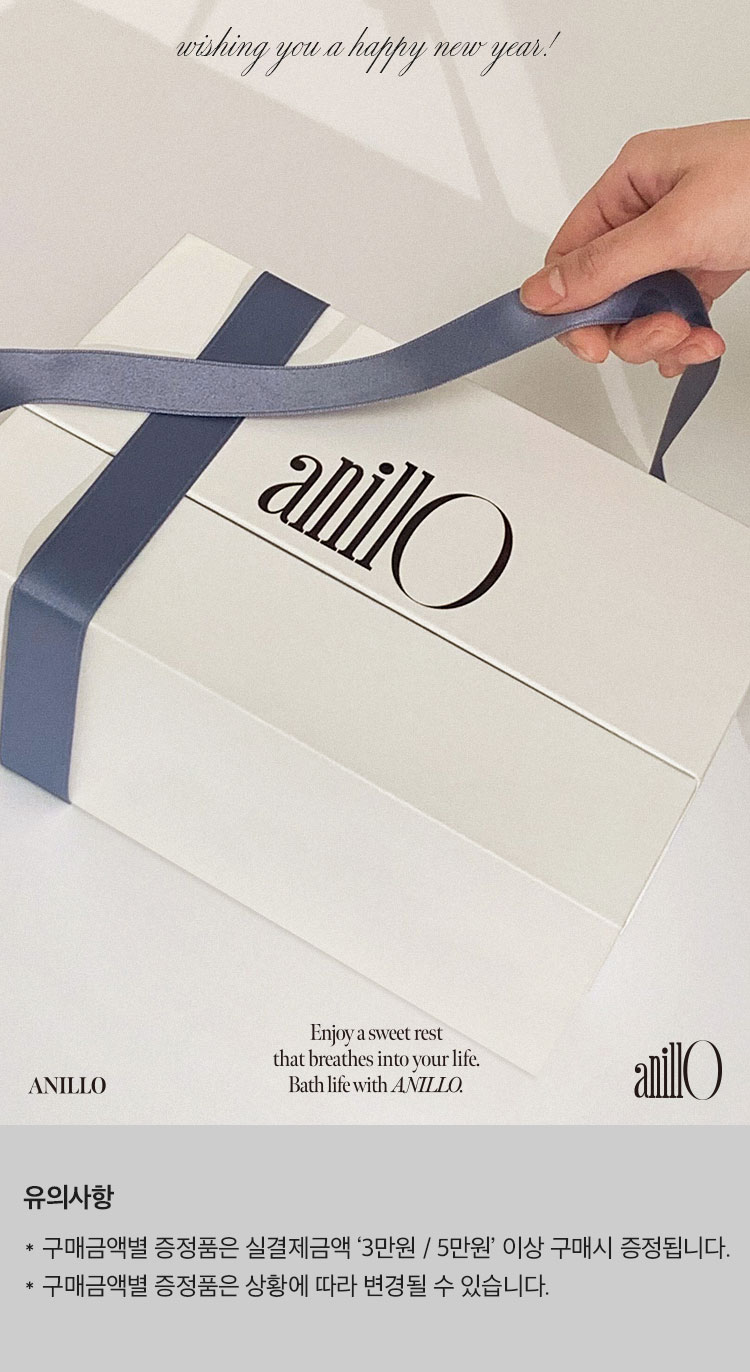 wishing you a happy new year!
anillO
Enjoy a sweet rest
that breathes into your life.
Bath life with ANILLO.
ANILLO
anillO
유의사항
* 구매금액별 증정품은 실결제금액 ‘3만원 / 5만원’ 이상 구매시 증정됩니다.
* 구매금액별 증정품은 상황에 따라 변경될 수 있습니다.